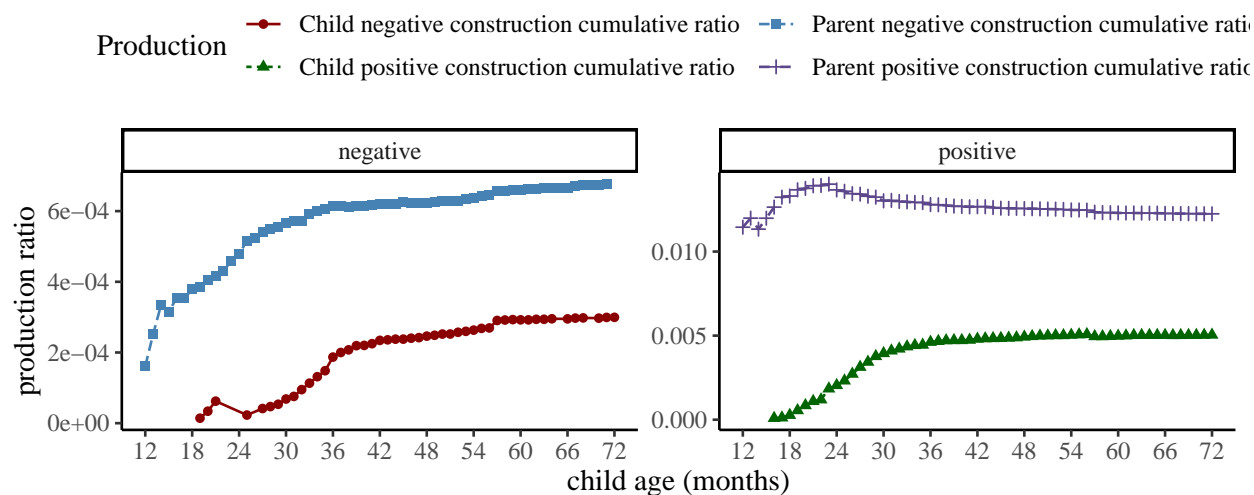 Production
Child negative construction cumulative ratio
Parent negative construction cumulative
Child positive construction cumulative ratio
Parent positive construction cumulative
negative
positive
production ratio
6e−04
4e−04
2e−04
0e+00
0.010
0.005
0.000
12 18 24 30 36 42 48 54 60 66 72
12 18 24 30 36 42 48 54 60 66 72
child age (months)